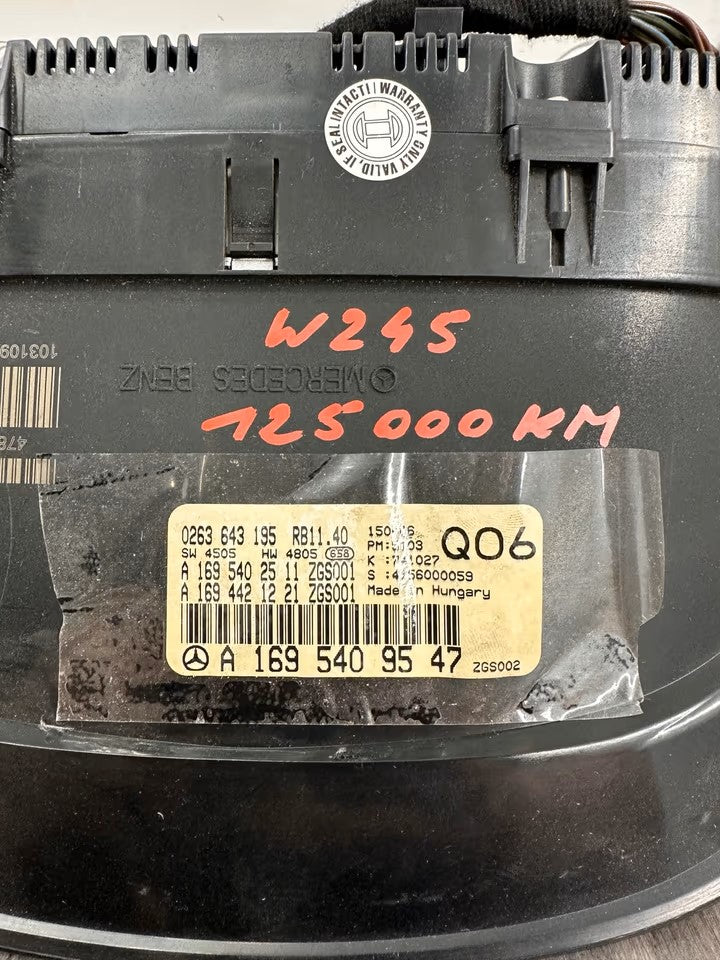 WARRANTY ONLY VALID, IF SEAL INTACT!
W245
MERCEDES BENZ
125000 KM
0263 643 195 RB11.40
SW 4505 HW 4805 658
A 169 540 25 11 ZGS001
A 169 442 12 21 ZGS001
PM:
K :
S :
Made in Hungary
Q06
A 169 540 95 47 ZGS002